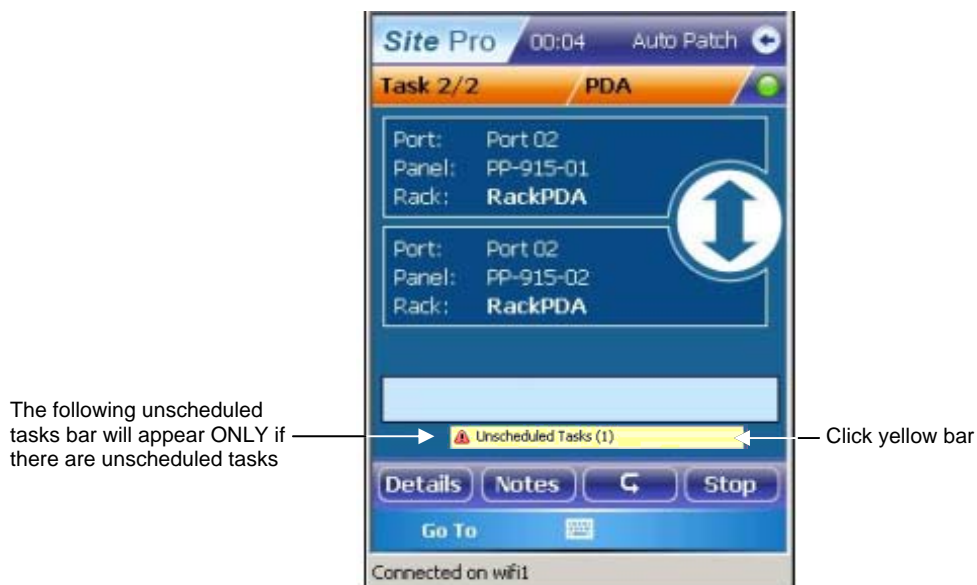 Site Pro 00:04 Auto Patch
Task 2/2 PDA
Port: Port 02
Panel: PP-915-01
Rack: RackPDA
Port: Port 02
Panel: PP-915-02
Rack: RackPDA
The following unscheduled
tasks bar will appear ONLY if
there are unscheduled tasks
Unscheduled Tasks (1)
Click yellow bar
Details Notes Stop
Go To
Connected on wifi1